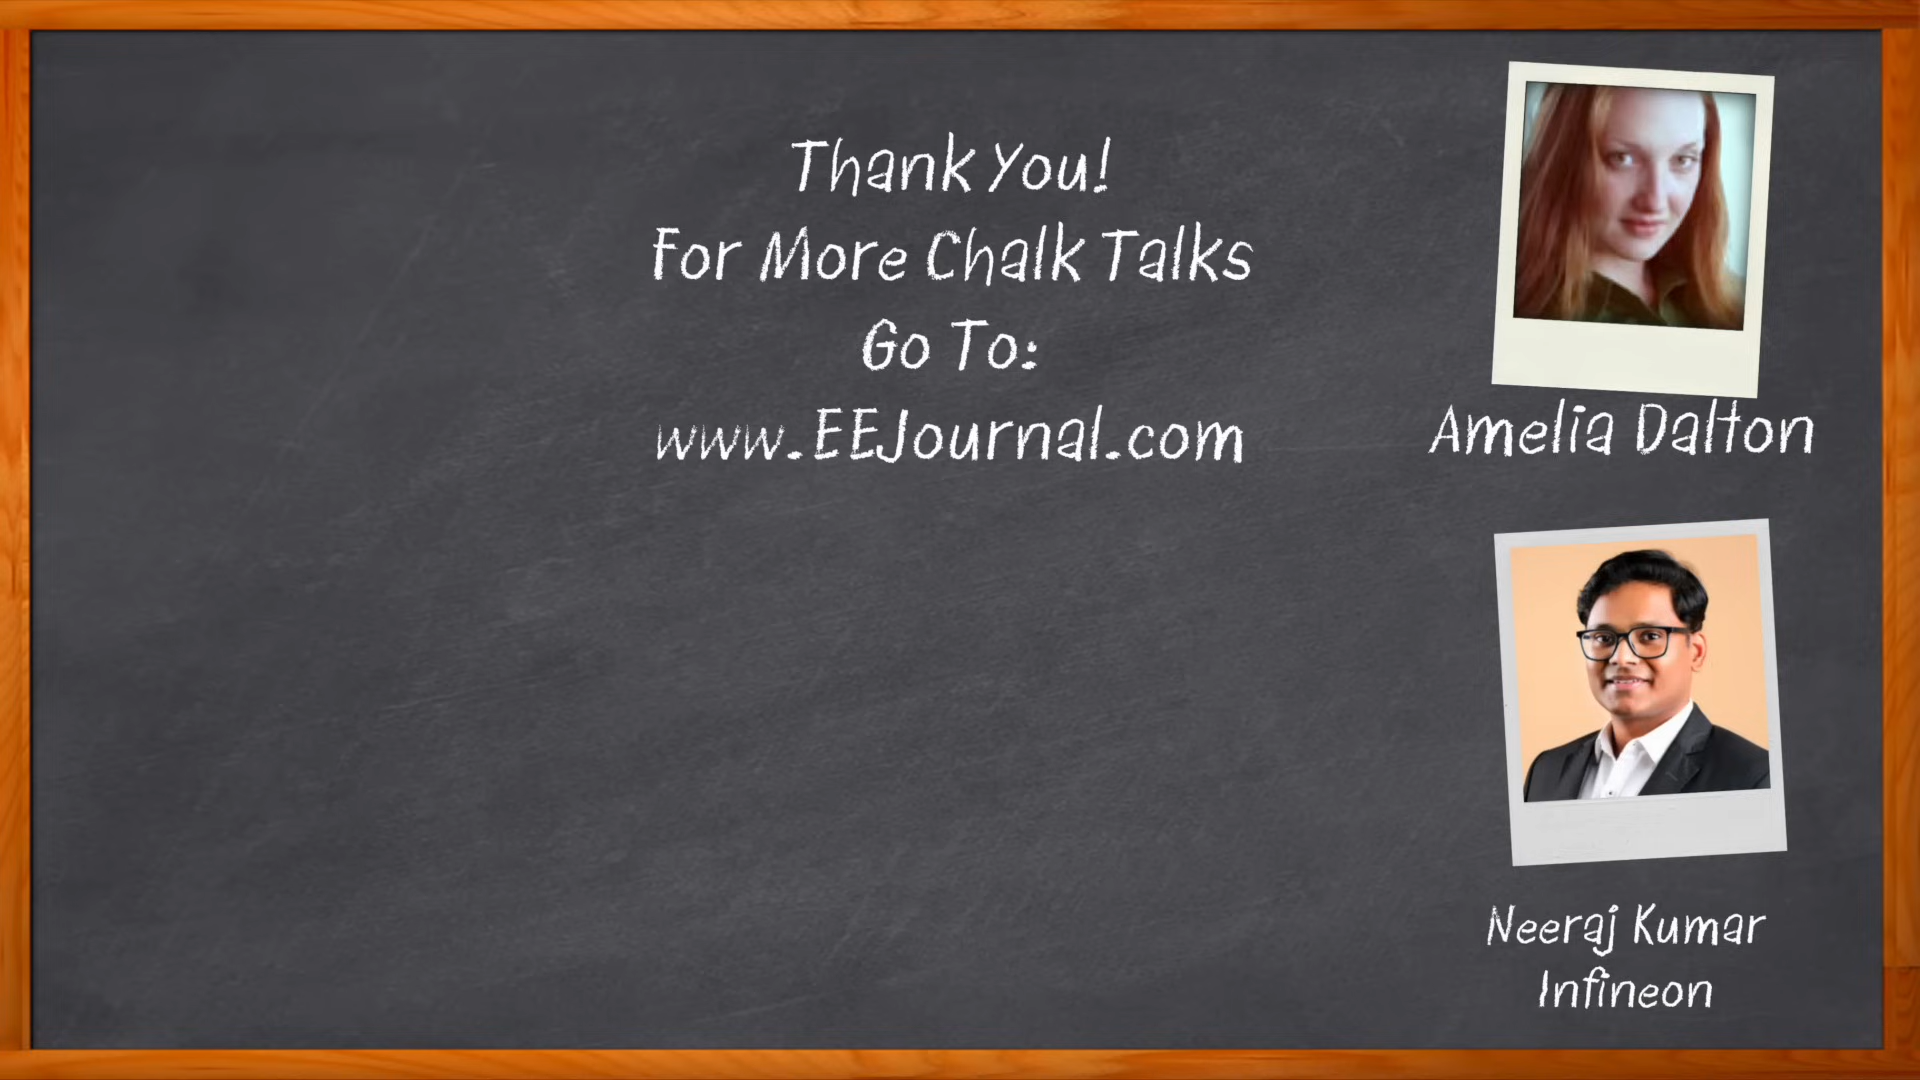 Thank You!
For More Chalk Talks
Go To:
www.EEJournal.com
Amelia Dalton
Neeraj Kumar
Infineon